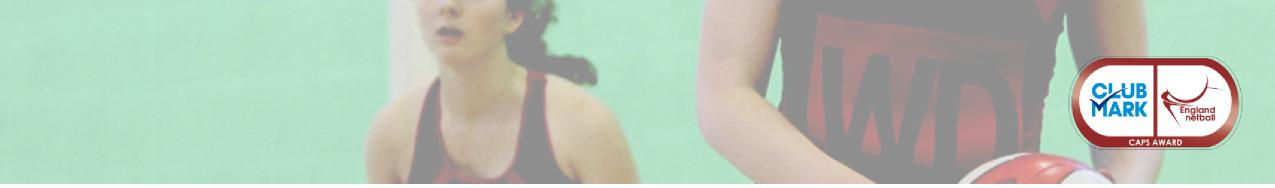 WD
CLUB
MARK
England
netball
CAPS AWARD